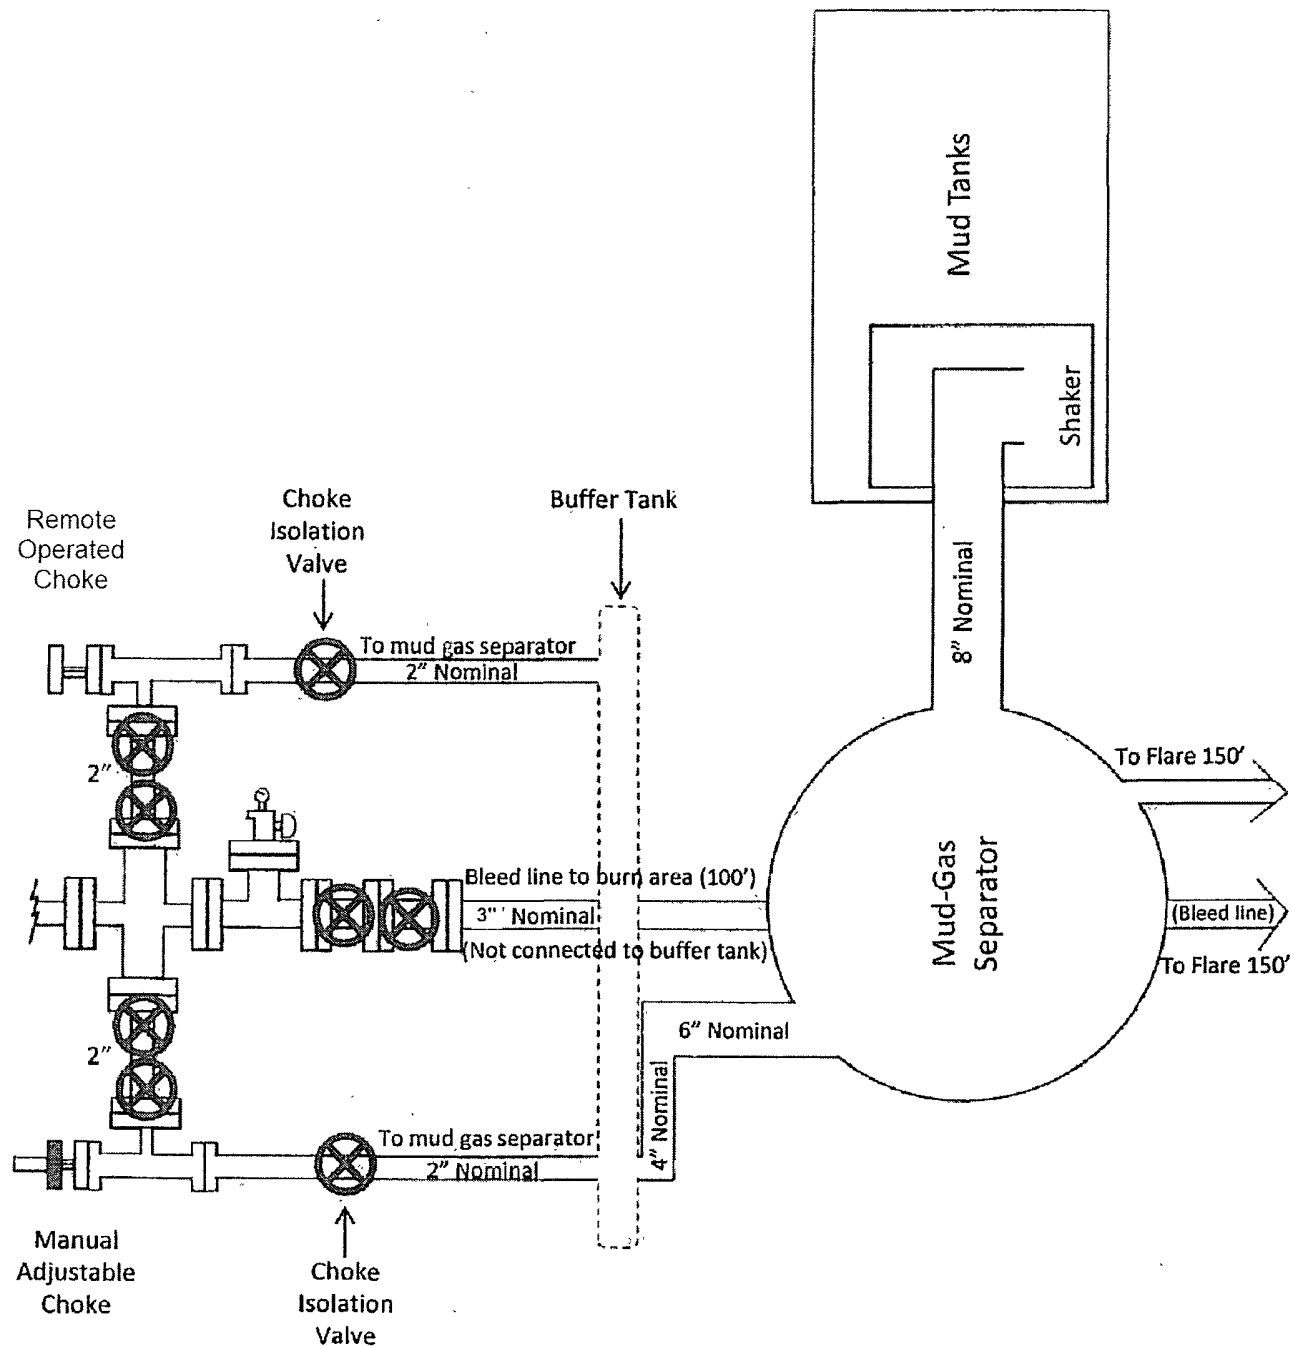 Mud Tanks
Shaker
8" Nominal
Remote
Operated
Choke
Choke
Isolation
Valve
Buffer Tank
To mud gas separator
2" Nominal
2"
To Flare 150'
Bleed line to burn area (100')
3" Nominal
(Not connected to buffer tank)
Mud-Gas
Separator
(Bleed line)
To Flare 150'
6" Nominal
4" Nominal
2"
To mud gas separator
2" Nominal
Manual
Adjustable
Choke
Choke
Isolation
Valve